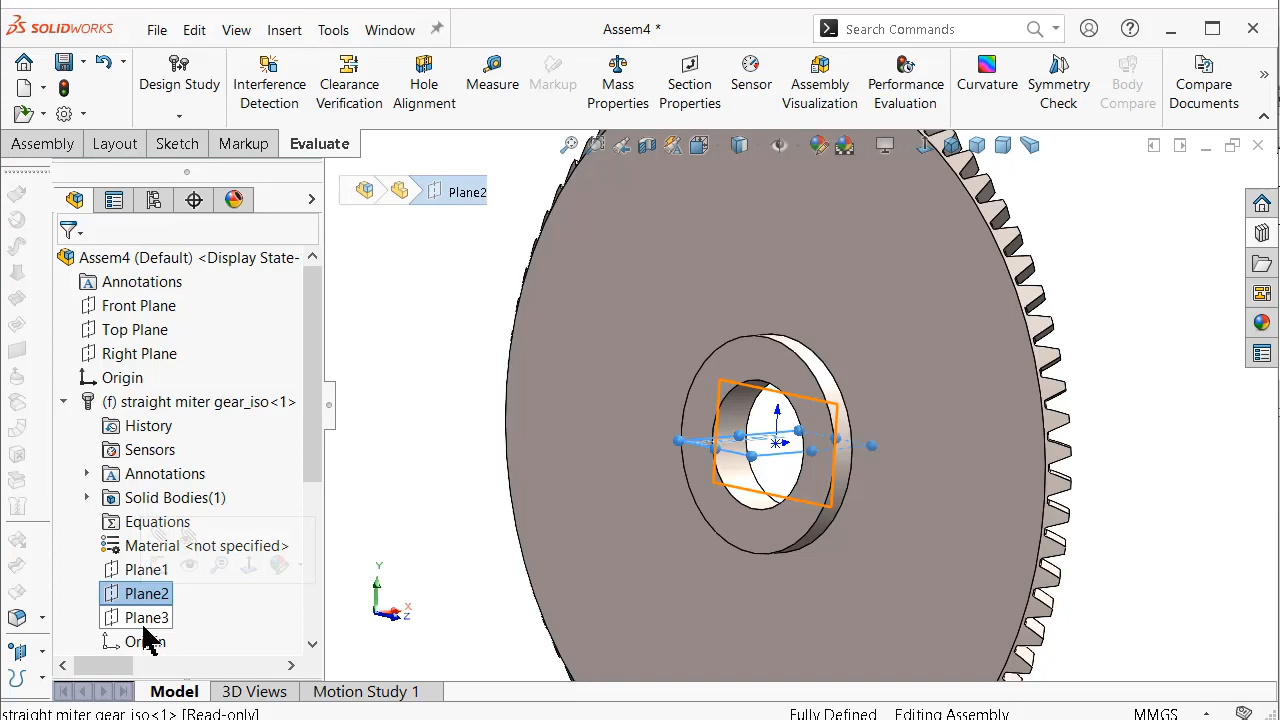 SOLIDWORKS
File
Edit
View
Insert
Tools
Window
Assem4 *
Search Commands
Design Study
Interference Detection
Clearance Verification
Hole Alignment
Measure
Markup
Mass Properties
Section Properties
Sensor
Assembly Visualization
Performance Evaluation
Curvature
Symmetry Check
Body Compare
Compare Documents
Assembly
Layout
Sketch
Markup
Evaluate
Plane2
Assem4 (Default) <Display State-
Annotations
Front Plane
Top Plane
Right Plane
Origin
(f) straight miter gear_iso<1>
History
Sensors
Annotations
Solid Bodies(1)
Equations
Material <not specified>
Plane1
Plane2
Plane3
Origin
Y
X
Z
Model
3D Views
Motion Study 1
straight miter gear_iso<1> [Read-only]
Fully Defined
Editing Assembly
MMGS